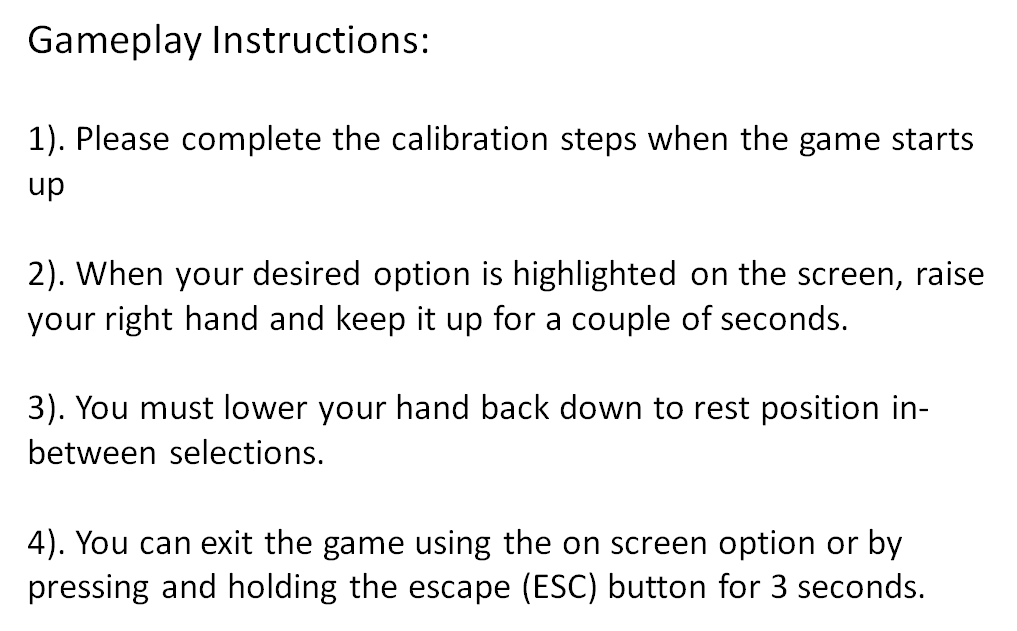 Gameplay Instructions:
1). Please complete the calibration steps when the game starts
up
2). When your desired option is highlighted on the screen, raise
your right hand and keep it up for a couple of seconds.
3). You must lower your hand back down to rest position in-
between selections.
4). You can exit the game using the on screen option or by
pressing and holding the escape (ESC) button for 3 seconds.